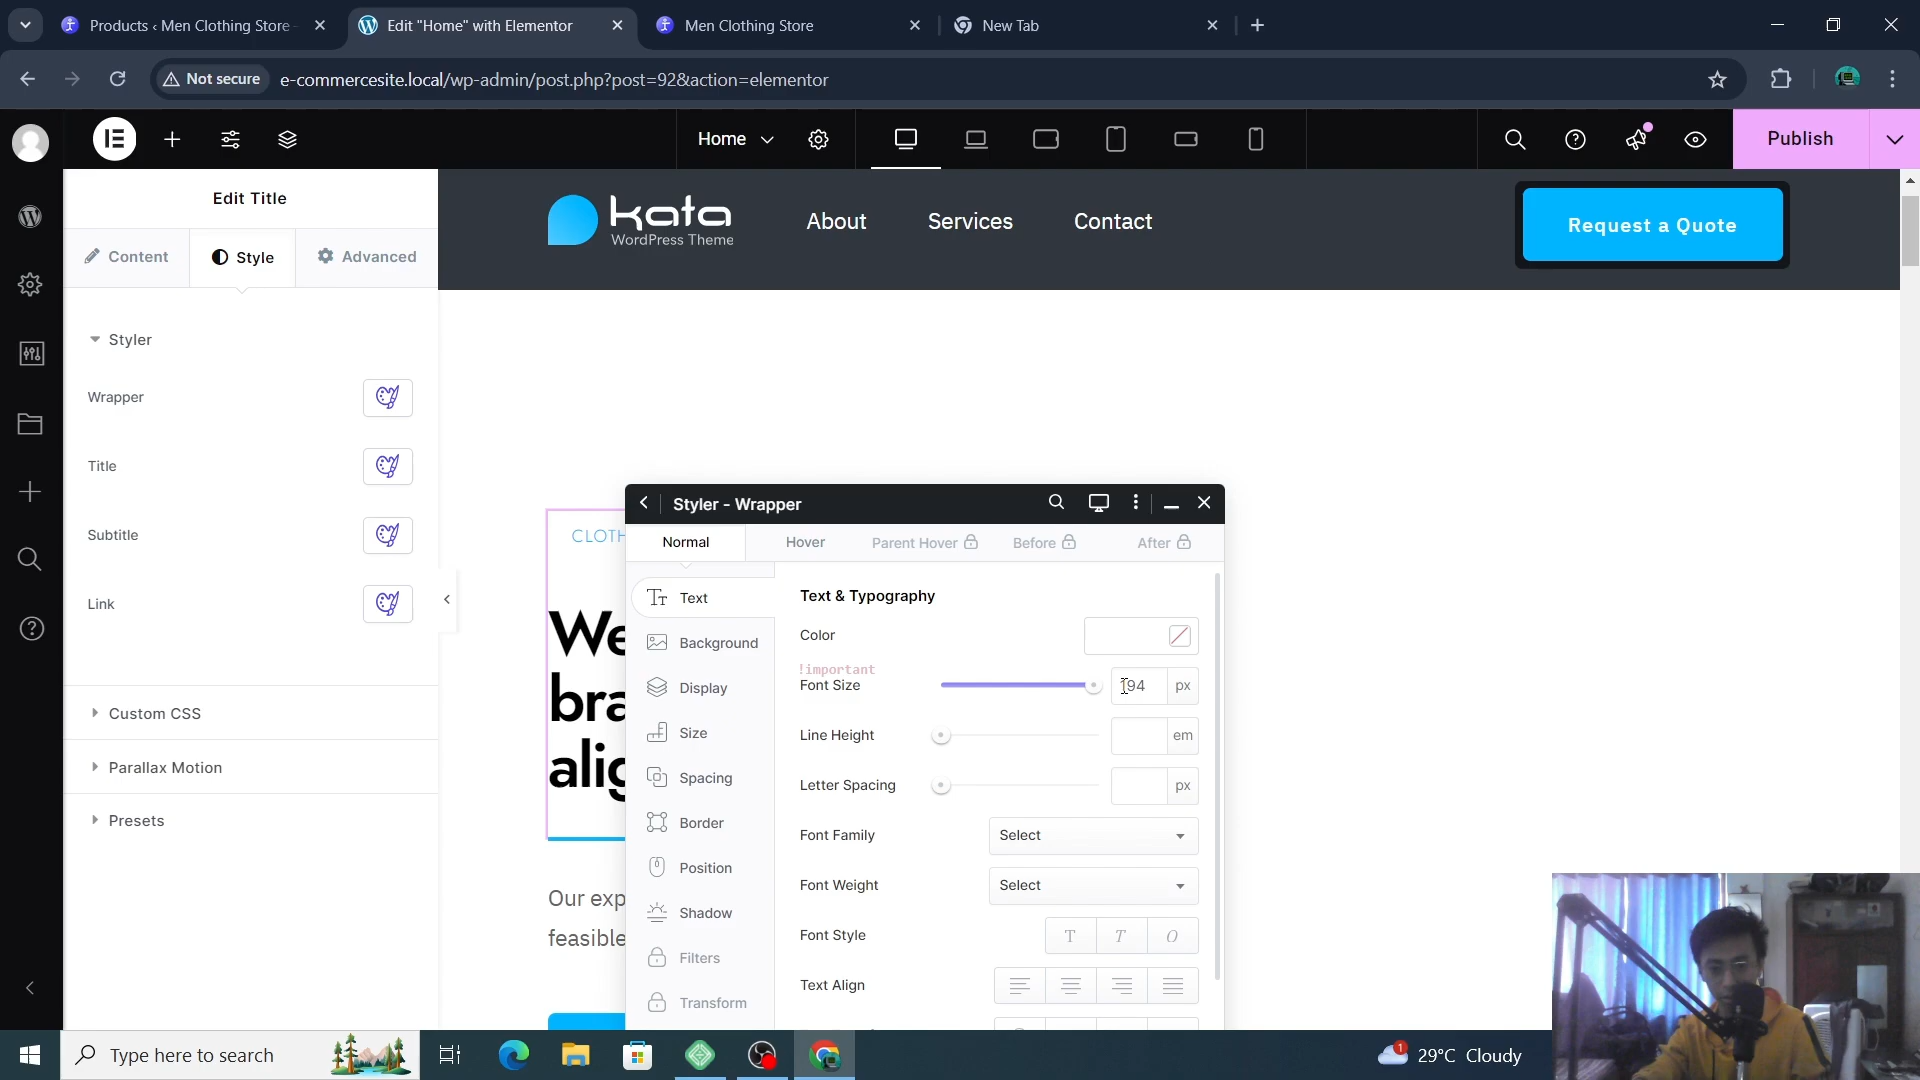 Products ‹ Men Clothing Store -
Edit "Home" with Elementor
Men Clothing Store
New Tab
Not secure
e-commercesite.local/wp-admin/post.php?post=92&action=elementor
Home
Publish
Edit Title
Content
Style
Advanced
Styler
Wrapper
Title
Subtitle
Link
Custom CSS
Parallax Motion
Presets
kata
WordPress Theme
About
Services
Contact
Request a Quote
CLOTH
We
bra
alig
Our exp
feasible
Styler - Wrapper
Normal
Hover
Parent Hover
Before
After
Text
Background
Display
Size
Spacing
Border
Position
Shadow
Filters
Transform
Text & Typography
Color
!important
Font Size
194
px
Line Height
em
Letter Spacing
px
Font Family
Select
Font Weight
Select
Font Style
T
T
O
Text Align
Type here to search
1
29°C Cloudy